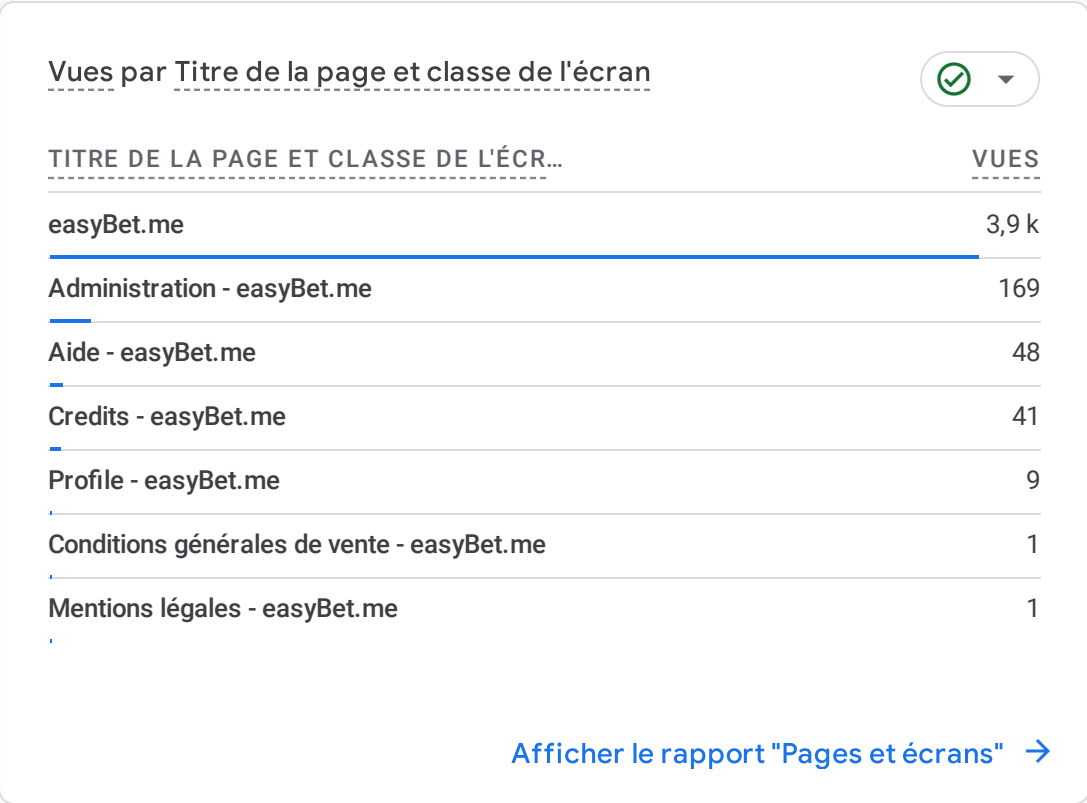 Vues par Titre de la page et classe de l'écran
TITRE DE LA PAGE ET CLASSE DE L'ÉCR… VUES
easyBet.me 3,9 k
Administration - easyBet.me 169
Aide - easyBet.me 48
Credits - easyBet.me 41
Profile - easyBet.me 9
Conditions générales de vente - easyBet.me 1
Mentions légales - easyBet.me 1
Afficher le rapport "Pages et écrans"